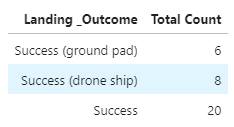 Landing _Outcome Total Count
Success (ground pad) 6
Success (drone ship) 8
Success 20